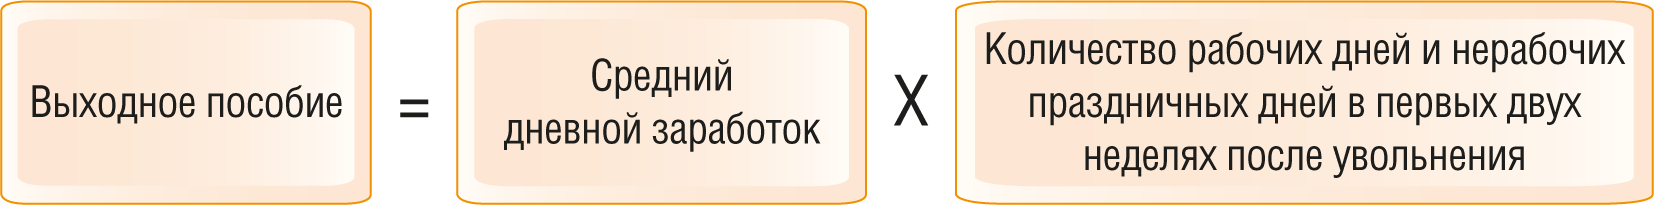 Выходное пособие
=
Средний
дневной заработок
X
Количество рабочих дней и нерабочих
праздничных дней в первых двух
неделях после увольнения